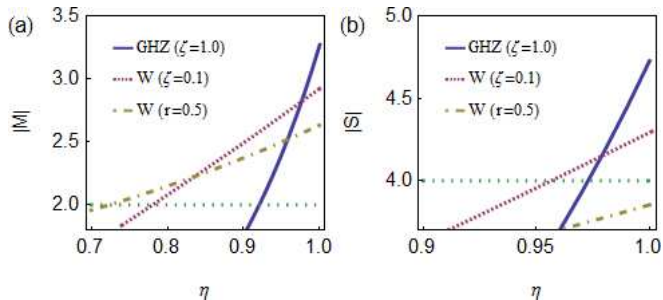 (a)
3.5
3.0
2.5
2.0
|M|
GHZ (ζ=1.0)
W (ζ=0.1)
W (r=0.5)
0.7 0.8 0.9 1.0
η
(b)
5.0
4.5
4.0
|S|
GHZ (ζ=1.0)
W (ζ=0.1)
W (r=0.5)
0.9 0.95 1.0
η